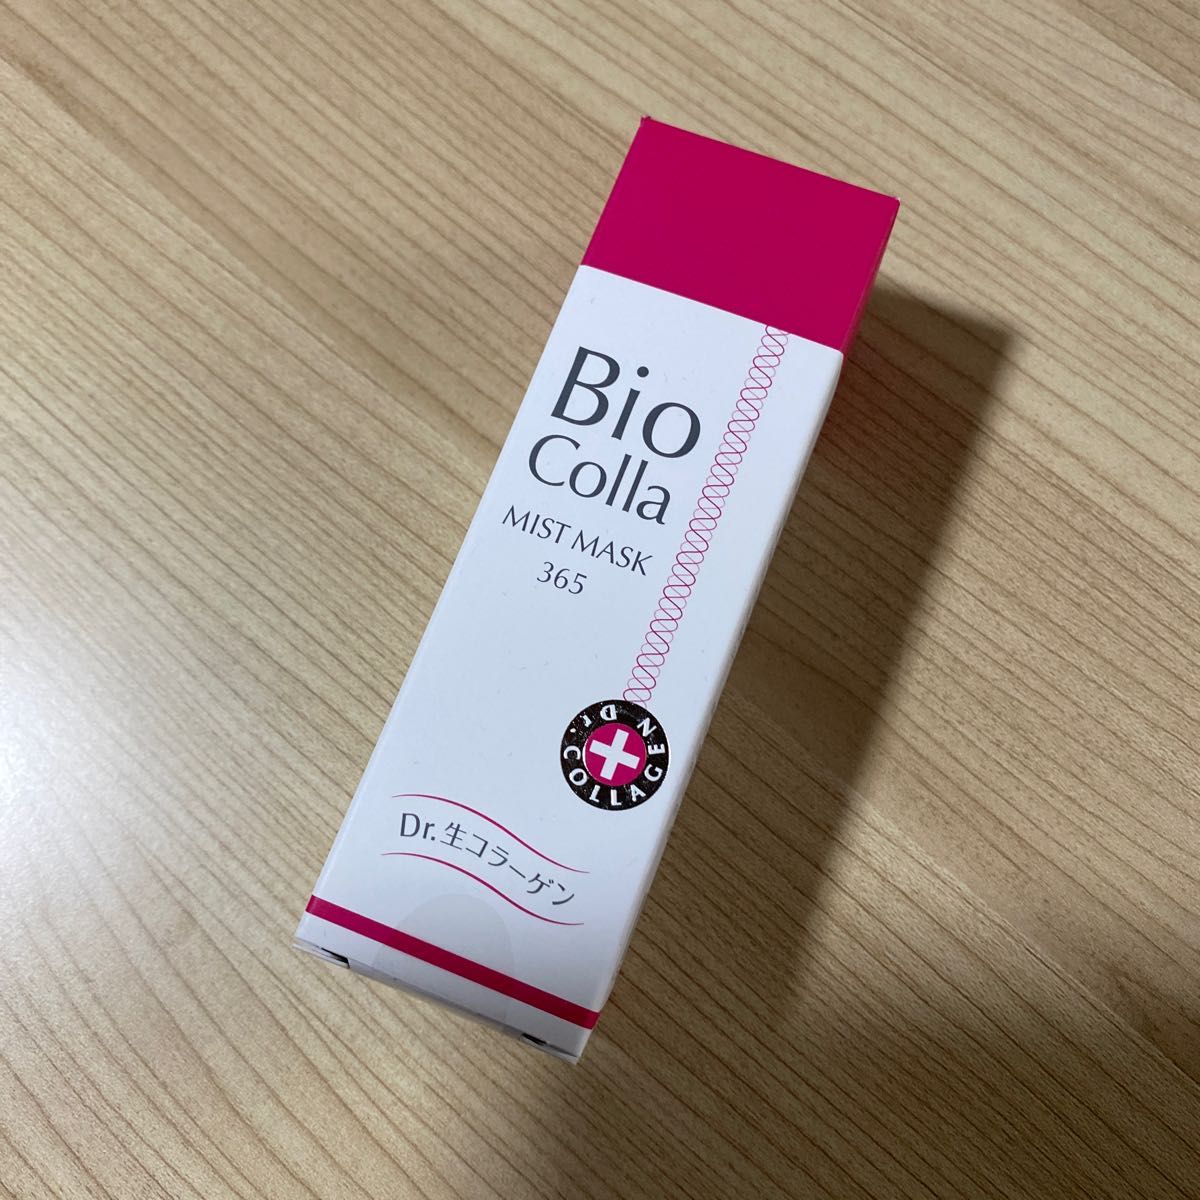 Bio
Colla
MIST MASK
365
Dr. COLLAGEN
Dr.生コラーゲン